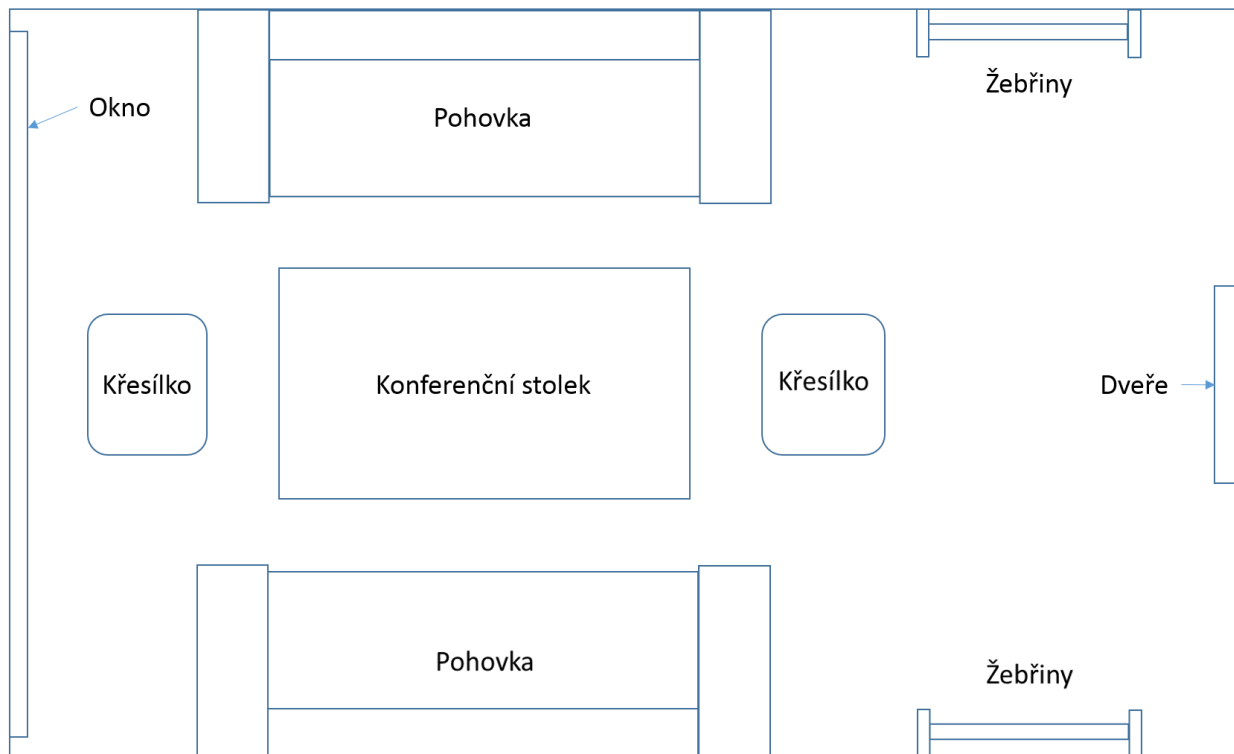 Žebřiny
Okno
Pohovka
Křesílko
Konferenční stolek
Křesílko
Dveře
Pohovka
Žebřiny